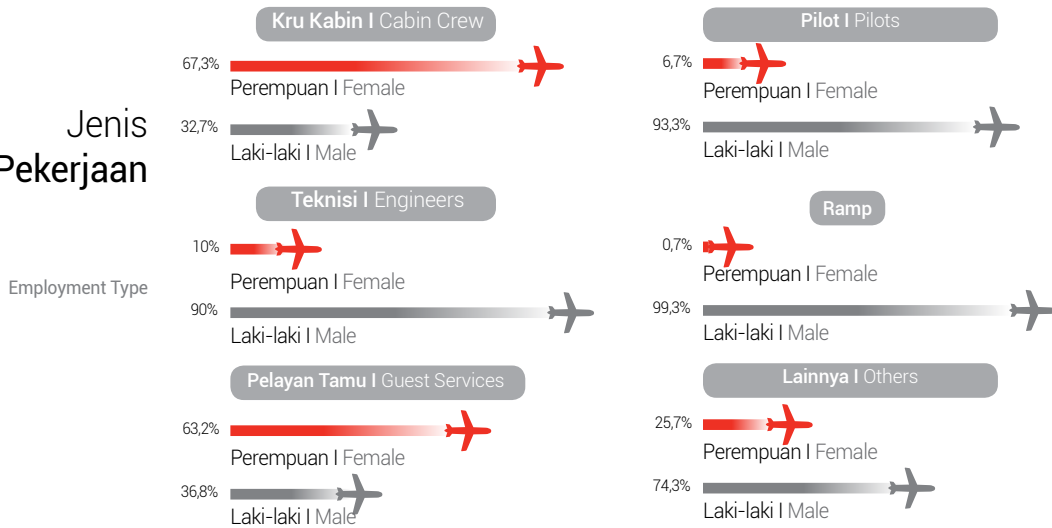 Jenis
Pekerjaan
Employment Type
Kru Kabin I Cabin Crew
67,3%
Perempuan I Female
32,7%
Laki-laki I Male
Teknisi I Engineers
10%
Perempuan I Female
90%
Laki-laki I Male
Pelayan Tamu I Guest Services
63,2%
Perempuan I Female
36,8%
Laki-laki I Male
Pilot I Pilots
6,7%
Perempuan I Female
93,3%
Laki-laki I Male
Ramp
0,7%
Perempuan I Female
99,3%
Laki-laki I Male
Lainnya I Others
25,7%
Perempuan I Female
74,3%
Laki-laki I Male